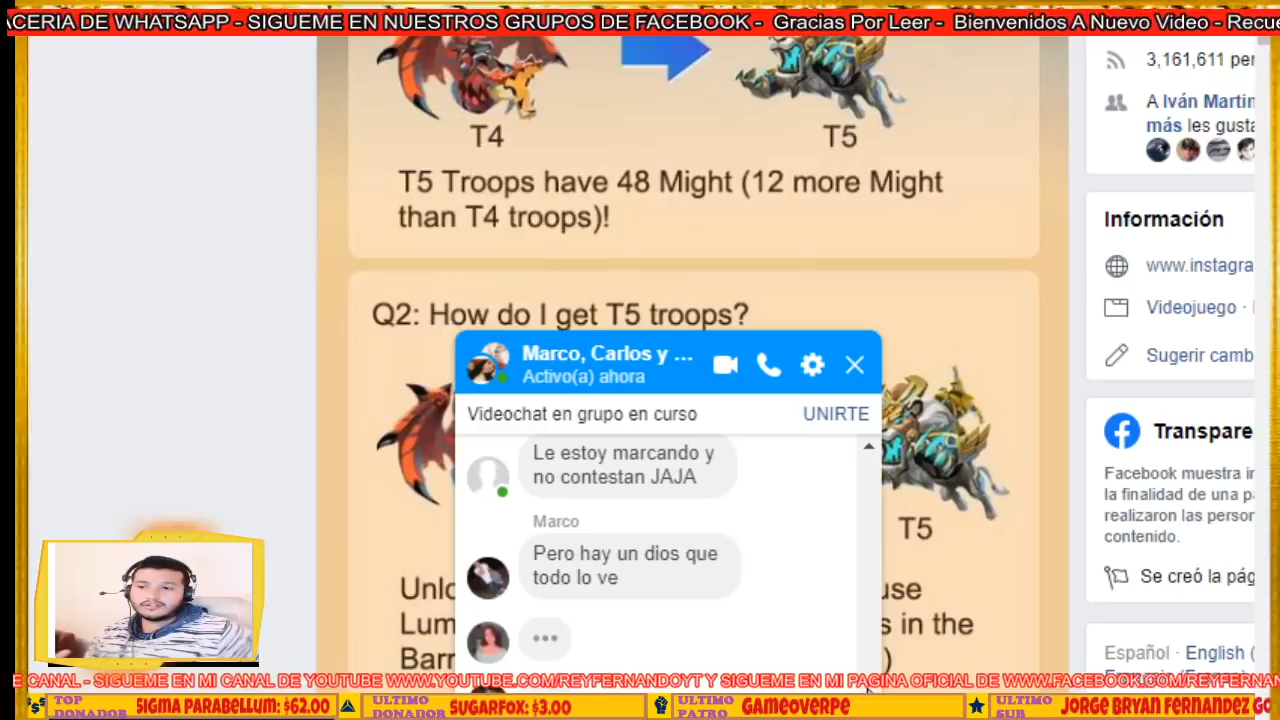 ACERIA DE WHATSAPP - SIGUEME EN NUESTROS GRUPOS DE FACEBOOK - Gracias Por Leer - Bienvenidos A Nuevo Video - Recue
T4
T5
T5 Troops have 48 Might (12 more Might
than T4 troops)!
Q2: How do I get T5 troops?
Marco, Carlos y ...
Activo(a) ahora
Videochat en grupo en curso
UNIRTE
Le estoy marcando y
no contestan JAJA
Marco
Pero hay un dios que
todo lo ve
T5
Unlo
use
Lum
s in the
Barr
)
3,161,611 per
A Iván Martin
más les gusta
Información
www.instagra
Videojuego ·
Sugerir camb
Transpare
Facebook muestra in
la finalidad de una pá
realizaron las person
contenido.
Se creó la pág
Español · English (
E CANAL - SIGUEME EN MI CANAL DE YOUTUBE WWW.YOUTUBE.COM/REYFERNANDOYT Y SIGUEME EN MI PAGINA OFICIAL DE WWW.FACEBOOK.COM/REYFERNAN
TOP DONADOR
SIGMA PARABELLUM: $62.00
ULTIMO DONADOR
SUGARFOX: $3.00
ULTIMO PATRO
GAMEOVERPE
ULTIMO SUB
JORGE BRYAN FERNANDEZ GO